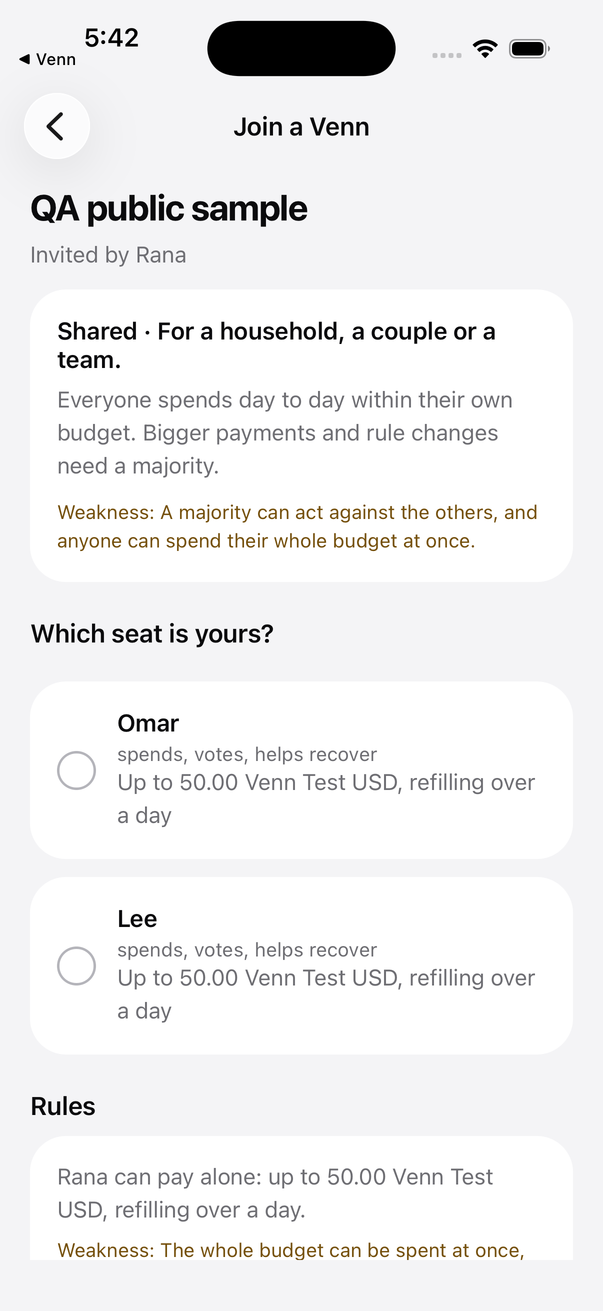 5:42
◀ Venn
Join a Venn
QA public sample
Invited by Rana
Shared · For a household, a couple or a
team.
Everyone spends day to day within their own
budget. Bigger payments and rule changes
need a majority.
Weakness: A majority can act against the others, and
anyone can spend their whole budget at once.
Which seat is yours?
Omar
spends, votes, helps recover
Up to 50.00 Venn Test USD, refilling over
a day
Lee
spends, votes, helps recover
Up to 50.00 Venn Test USD, refilling over
a day
Rules
Rana can pay alone: up to 50.00 Venn Test
USD, refilling over a day.
Weakness: The whole budget can be spent at once,